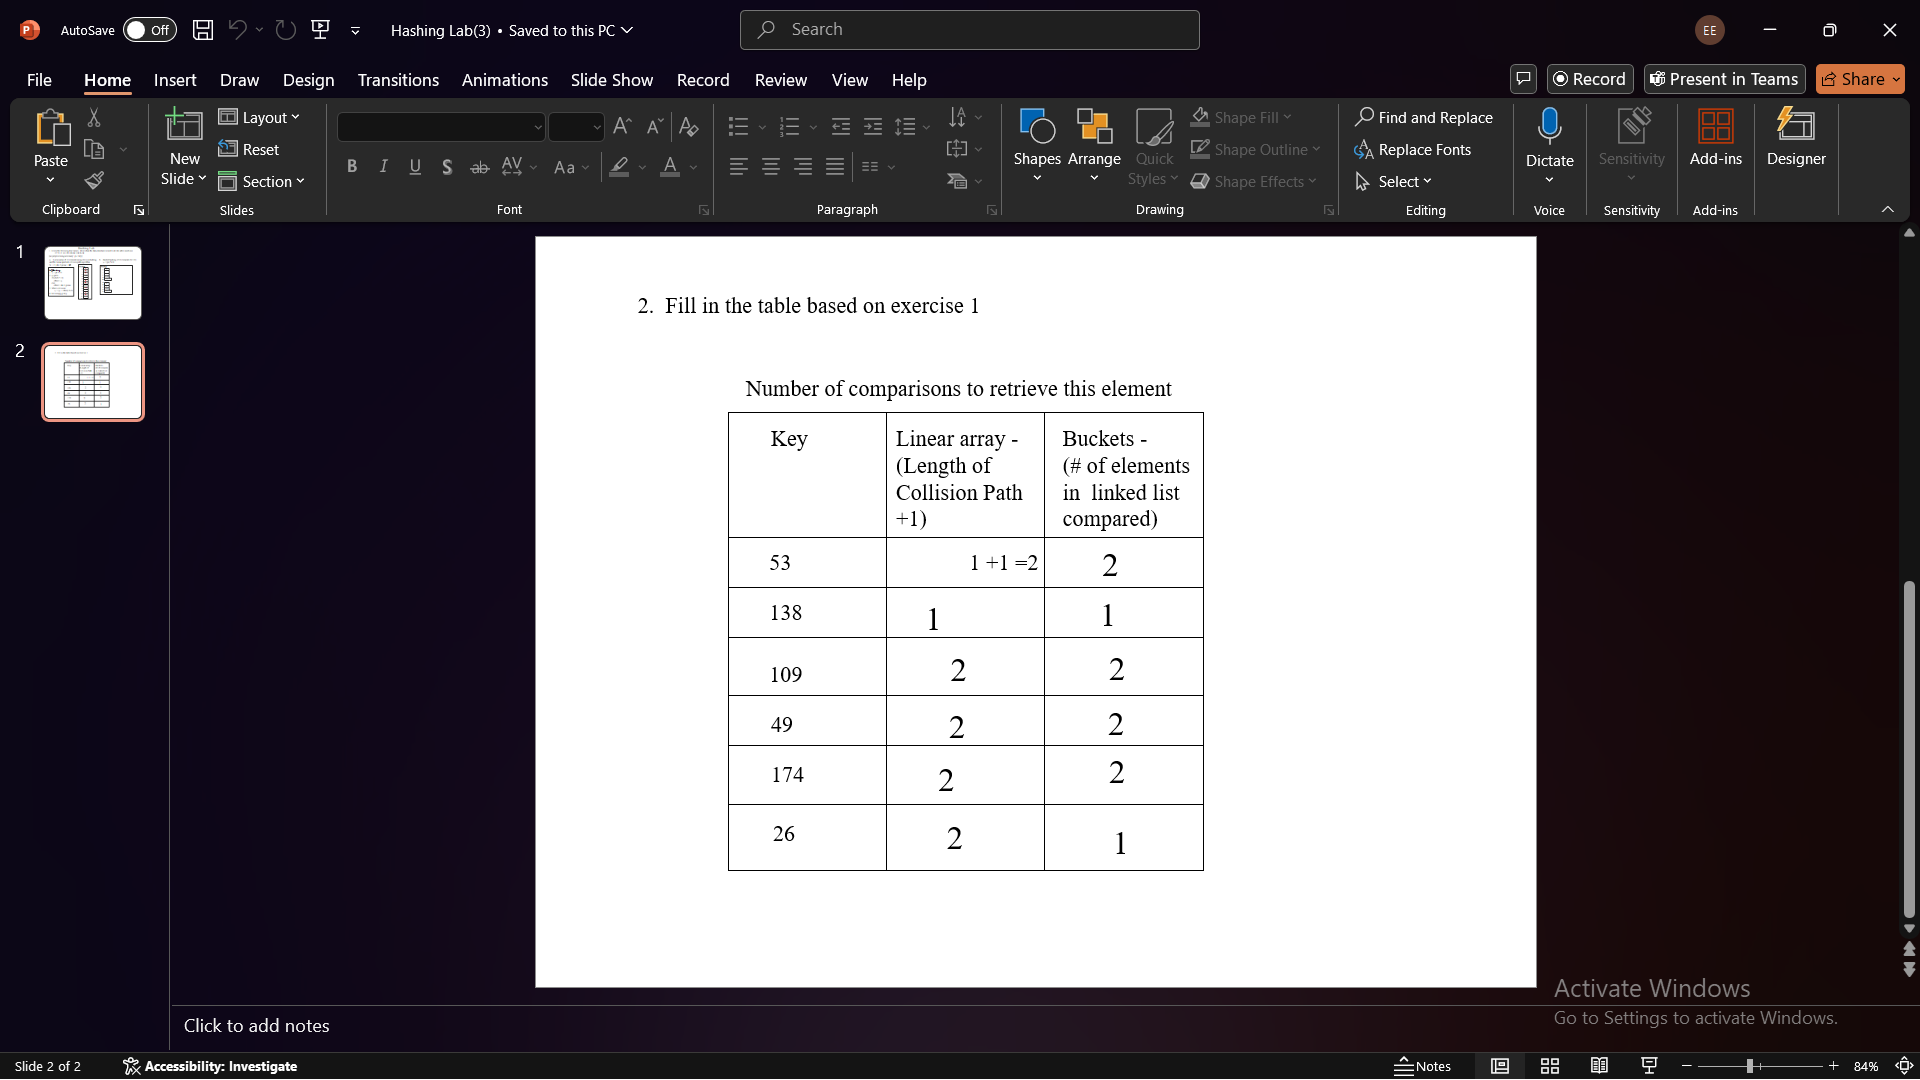 AutoSave Off Hashing Lab(3) • Saved to this PC Search EE
File Home Insert Draw Design Transitions Animations Slide Show Record Review View Help Record Present in Teams Share
Paste
New
Slide
Layout
Reset
Section
Aa
Shapes
Arrange
Quick
Styles
Shape Fill
Shape Outline
Shape Effects
Find and Replace
Replace Fonts
Select
Dictate
Sensitivity
Add-ins
Designer
Clipboard Slides Font Paragraph Drawing Editing Voice Sensitivity Add-ins
1
2
2. Fill in the table based on exercise 1
Number of comparisons to retrieve this element
Key
Linear array -
(Length of
Collision Path
+1)
Buckets -
(# of elements
in linked list
compared)
53 1 +1 =2 2
138 1 1
109 2 2
49 2 2
174 2 2
26 2 1
Activate Windows
Go to Settings to activate Windows.
Click to add notes
Slide 2 of 2 Accessibility: Investigate Notes 84%